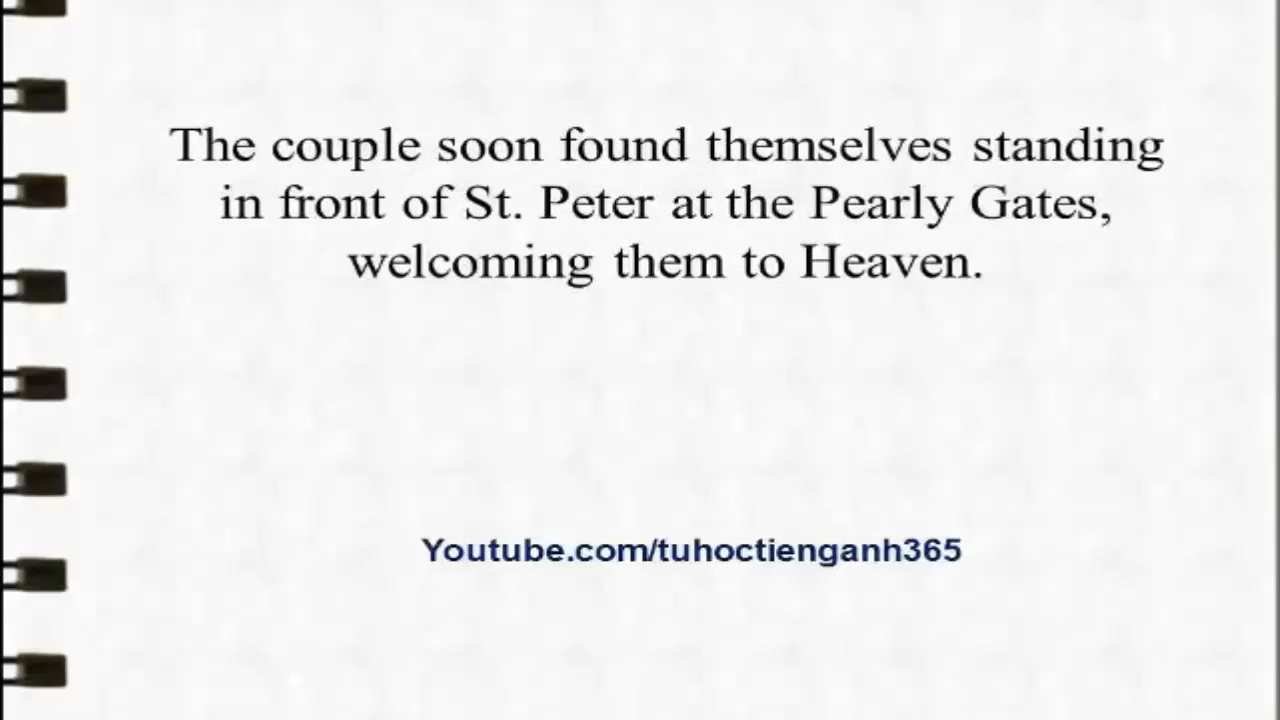 The couple soon found themselves standing
in front of St. Peter at the Pearly Gates,
welcoming them to Heaven.
Youtube.com/tuhoctienganh365